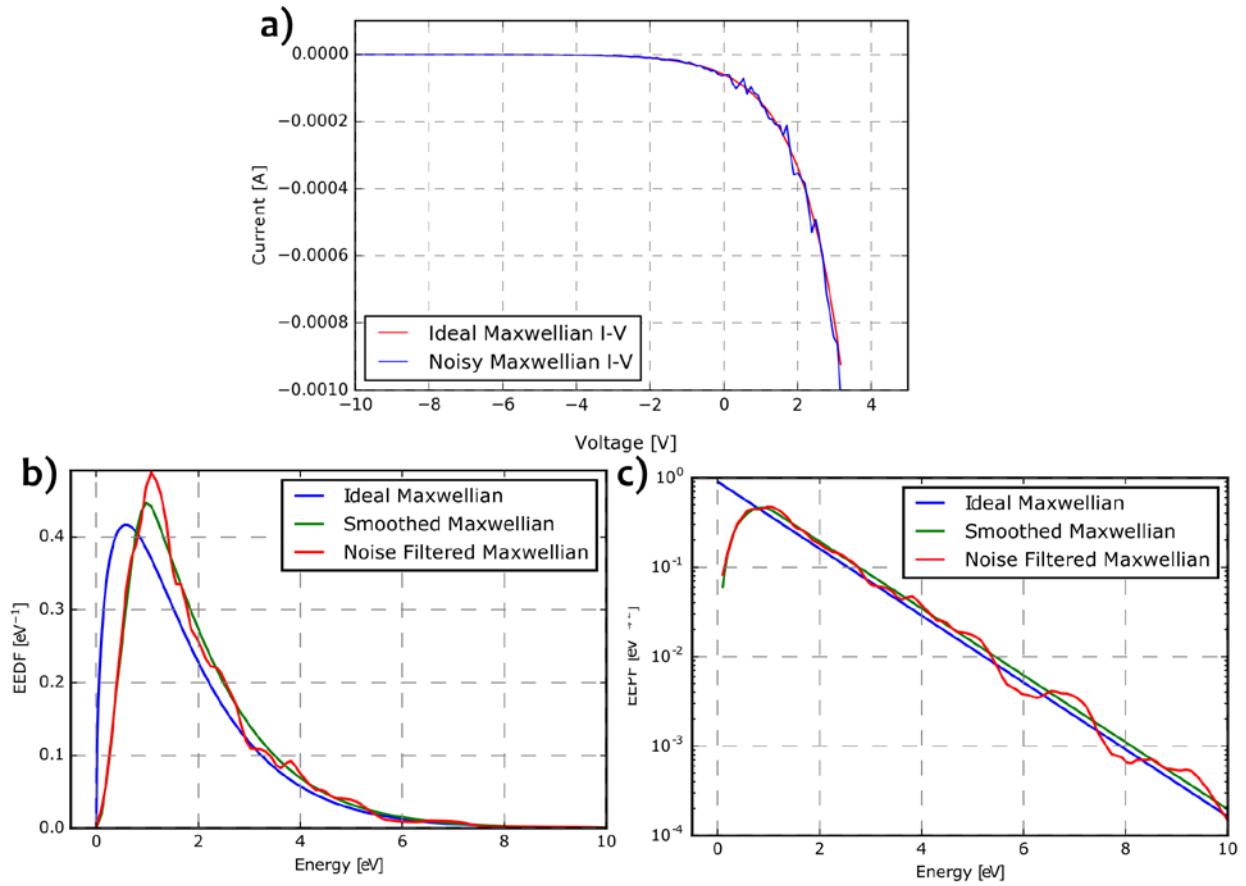 a)
0.0000
−0.0002
−0.0004
−0.0006
−0.0008
−0.0010
Current [A]
Ideal Maxwellian I-V
Noisy Maxwellian I-V
−10 −8 −6 −4 −2 0 2 4
Voltage [V]
b)
0.4
0.3
0.2
0.1
0.0
EEDF [eV⁻¹]
Ideal Maxwellian
Smoothed Maxwellian
Noise Filtered Maxwellian
0 2 4 6 8 10
Energy [eV]
c)
10⁰
10⁻¹
10⁻²
10⁻³
10⁻⁴
Ideal Maxwellian
Smoothed Maxwellian
Noise Filtered Maxwellian
0 2 4 6 8 10
Energy [eV]